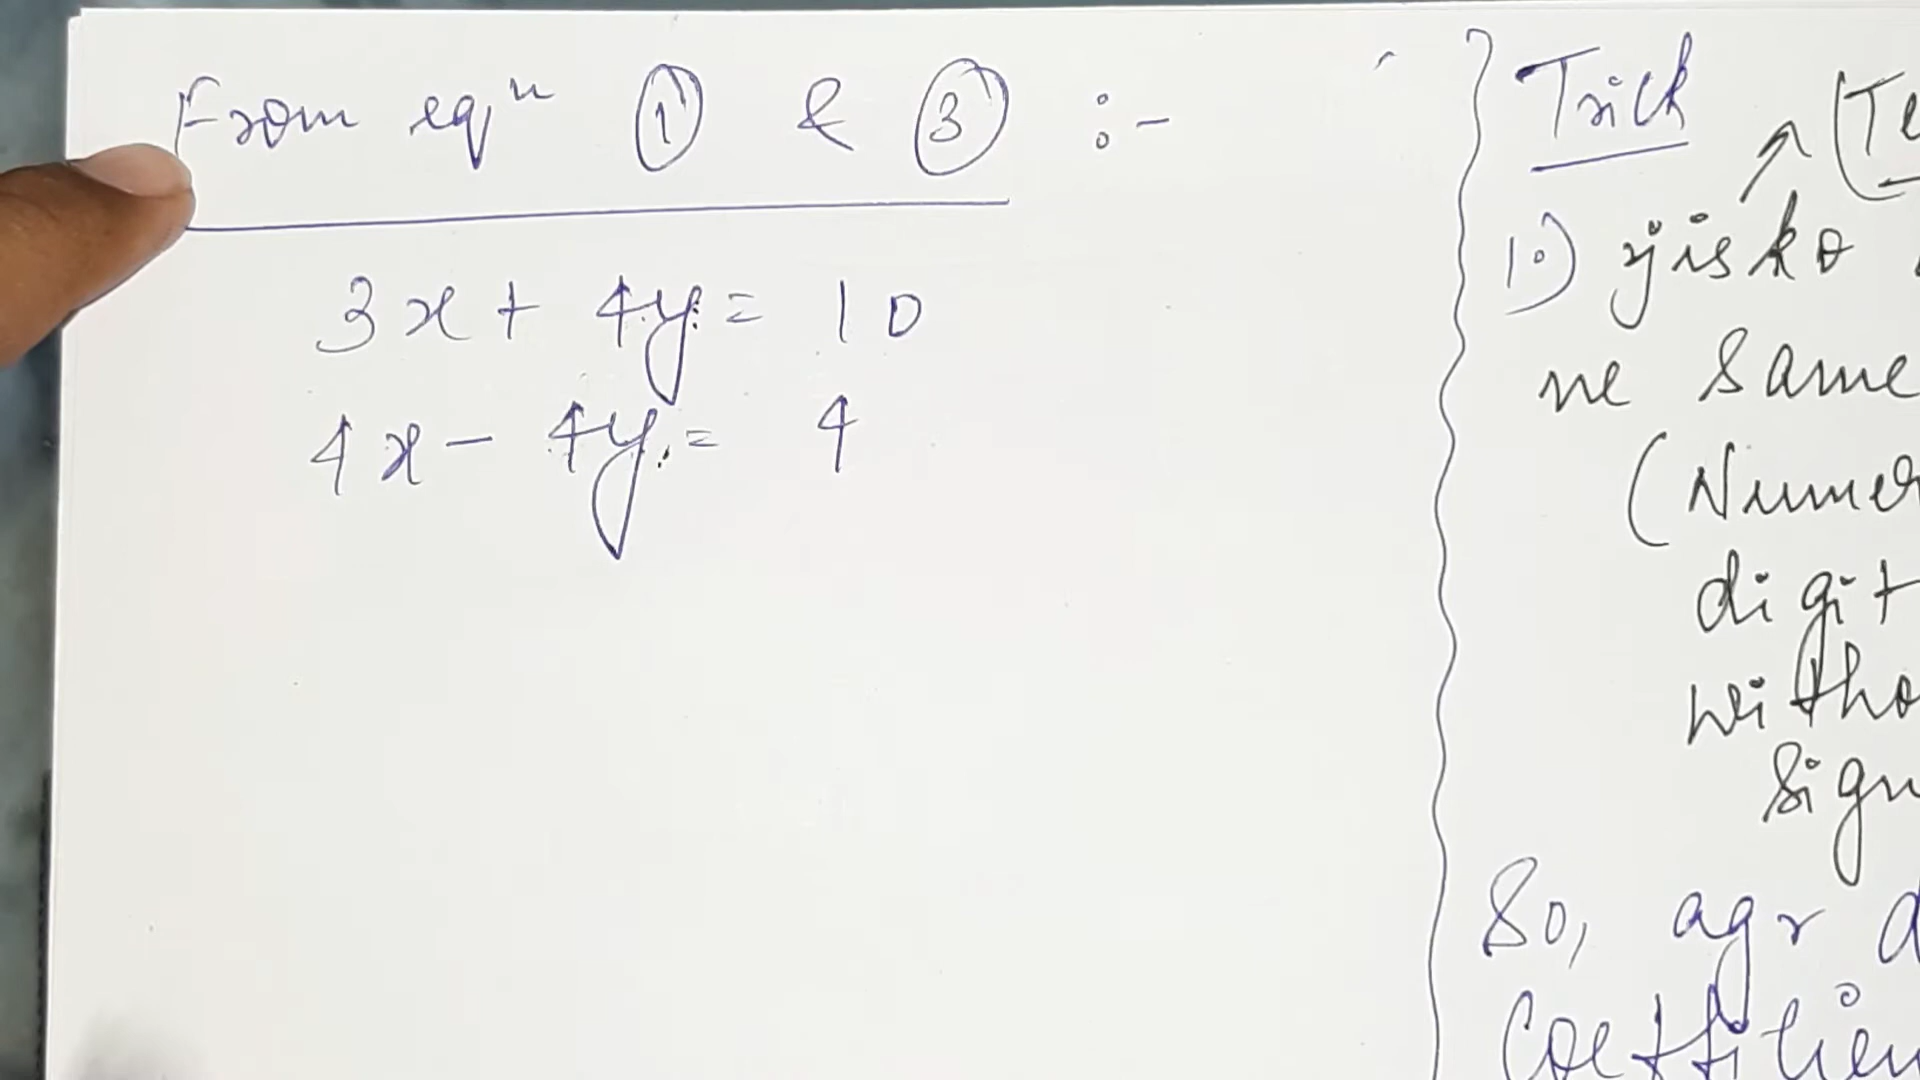 From eqn ① & ③ :-
3x + 4y = 10
4x - 4y = 4
Trick
1.) jisko
ne same
(Numer
digit
witho
sign
So, agr
Coefficien